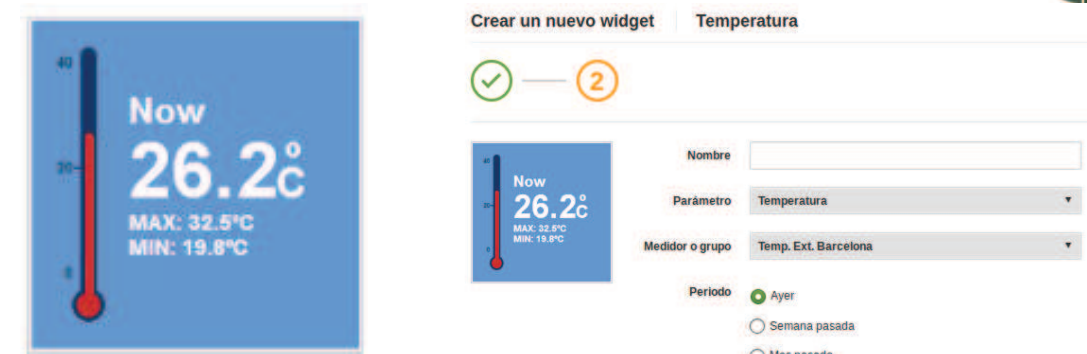 40
Now
20
26.2°C
MAX: 32.5°C
MIN: 19.8°C
0
Crear un nuevo widget
Temperatura
2
40
Now
20
26.2°C
MAX: 32.5°C
MIN: 19.8°C
0
Nombre
Parámetro
Temperatura
Medidor o grupo
Temp. Ext. Barcelona
Periodo
Ayer
Semana pasada